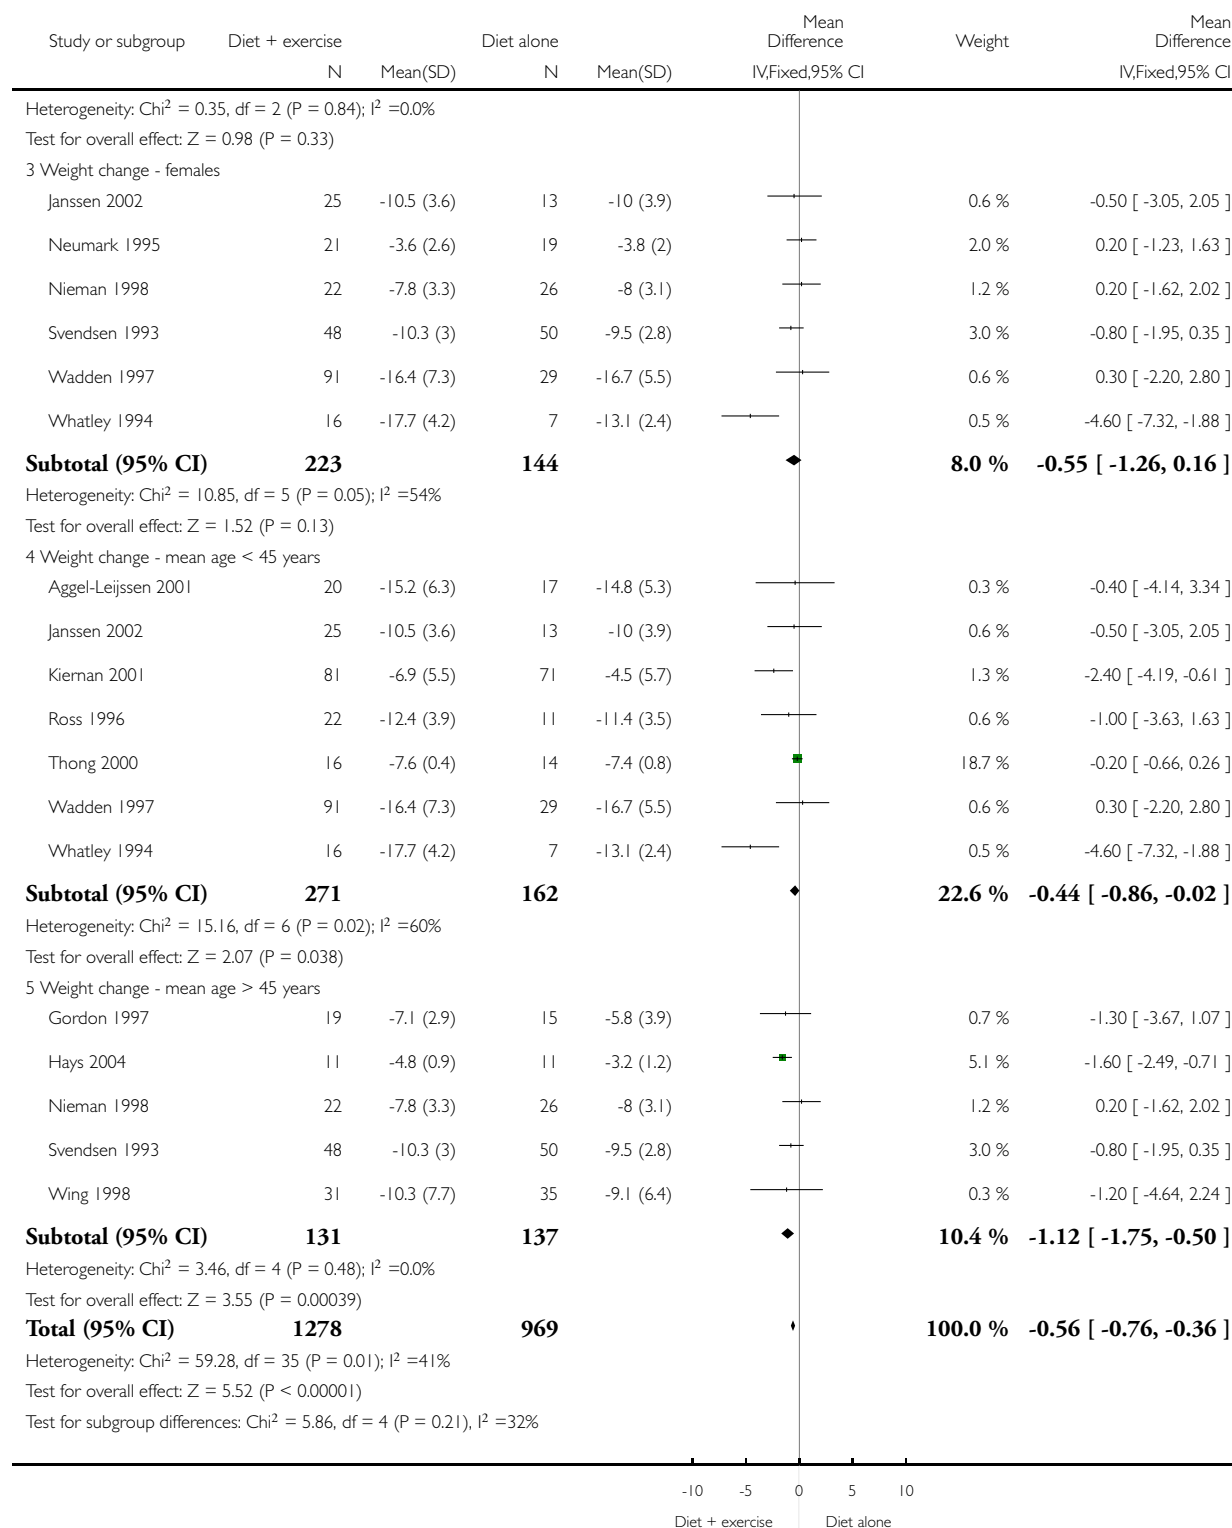 Study or subgroup Diet + exercise Diet alone Mean Difference Weight Mean Difference
N Mean(SD) N Mean(SD) IV,Fixed,95% CI IV,Fixed,95% CI
Heterogeneity: Chi² = 0.35, df = 2 (P = 0.84); I² =0.0%
Test for overall effect: Z = 0.98 (P = 0.33)
3 Weight change - females
Janssen 2002 25 -10.5 (3.6) 13 -10 (3.9) 0.6 % -0.50 [ -3.05, 2.05 ]
Neumark 1995 21 -3.6 (2.6) 19 -3.8 (2) 2.0 % 0.20 [ -1.23, 1.63 ]
Nieman 1998 22 -7.8 (3.3) 26 -8 (3.1) 1.2 % 0.20 [ -1.62, 2.02 ]
Svendsen 1993 48 -10.3 (3) 50 -9.5 (2.8) 3.0 % -0.80 [ -1.95, 0.35 ]
Wadden 1997 91 -16.4 (7.3) 29 -16.7 (5.5) 0.6 % 0.30 [ -2.20, 2.80 ]
Whatley 1994 16 -17.7 (4.2) 7 -13.1 (2.4) 0.5 % -4.60 [ -7.32, -1.88 ]
Subtotal (95% CI) 223 144 8.0 % -0.55 [ -1.26, 0.16 ]
Heterogeneity: Chi² = 10.85, df = 5 (P = 0.05); I² =54%
Test for overall effect: Z = 1.52 (P = 0.13)
4 Weight change - mean age < 45 years
Aggel-Leijssen 2001 20 -15.2 (6.3) 17 -14.8 (5.3) 0.3 % -0.40 [ -4.14, 3.34 ]
Janssen 2002 25 -10.5 (3.6) 13 -10 (3.9) 0.6 % -0.50 [ -3.05, 2.05 ]
Kiernan 2001 81 -6.9 (5.5) 71 -4.5 (5.7) 1.3 % -2.40 [ -4.19, -0.61 ]
Ross 1996 22 -12.4 (3.9) 11 -11.4 (3.5) 0.6 % -1.00 [ -3.63, 1.63 ]
Thong 2000 16 -7.6 (0.4) 14 -7.4 (0.8) 18.7 % -0.20 [ -0.66, 0.26 ]
Wadden 1997 91 -16.4 (7.3) 29 -16.7 (5.5) 0.6 % 0.30 [ -2.20, 2.80 ]
Whatley 1994 16 -17.7 (4.2) 7 -13.1 (2.4) 0.5 % -4.60 [ -7.32, -1.88 ]
Subtotal (95% CI) 271 162 22.6 % -0.44 [ -0.86, -0.02 ]
Heterogeneity: Chi² = 15.16, df = 6 (P = 0.02); I² =60%
Test for overall effect: Z = 2.07 (P = 0.038)
5 Weight change - mean age > 45 years
Gordon 1997 19 -7.1 (2.9) 15 -5.8 (3.9) 0.7 % -1.30 [ -3.67, 1.07 ]
Hays 2004 11 -4.8 (0.9) 11 -3.2 (1.2) 5.1 % -1.60 [ -2.49, -0.71 ]
Nieman 1998 22 -7.8 (3.3) 26 -8 (3.1) 1.2 % 0.20 [ -1.62, 2.02 ]
Svendsen 1993 48 -10.3 (3) 50 -9.5 (2.8) 3.0 % -0.80 [ -1.95, 0.35 ]
Wing 1998 31 -10.3 (7.7) 35 -9.1 (6.4) 0.3 % -1.20 [ -4.64, 2.24 ]
Subtotal (95% CI) 131 137 10.4 % -1.12 [ -1.75, -0.50 ]
Heterogeneity: Chi² = 3.46, df = 4 (P = 0.48); I² =0.0%
Test for overall effect: Z = 3.55 (P = 0.00039)
Total (95% CI) 1278 969 100.0 % -0.56 [ -0.76, -0.36 ]
Heterogeneity: Chi² = 59.28, df = 35 (P = 0.01); I² =41%
Test for overall effect: Z = 5.52 (P < 0.00001)
Test for subgroup differences: Chi² = 5.86, df = 4 (P = 0.21), I² =32%
-10 -5 0 5 10
Diet + exercise Diet alone